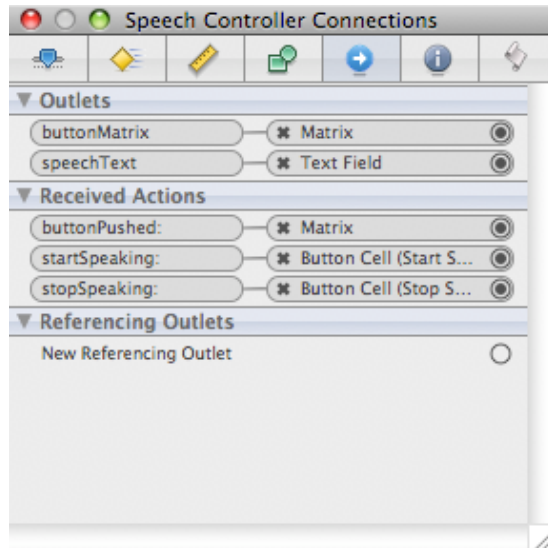 Speech Controller Connections
Outlets
buttonMatrix Matrix
speechText Text Field
Received Actions
buttonPushed: Matrix
startSpeaking: Button Cell (Start S...
stopSpeaking: Button Cell (Stop S...
Referencing Outlets
New Referencing Outlet